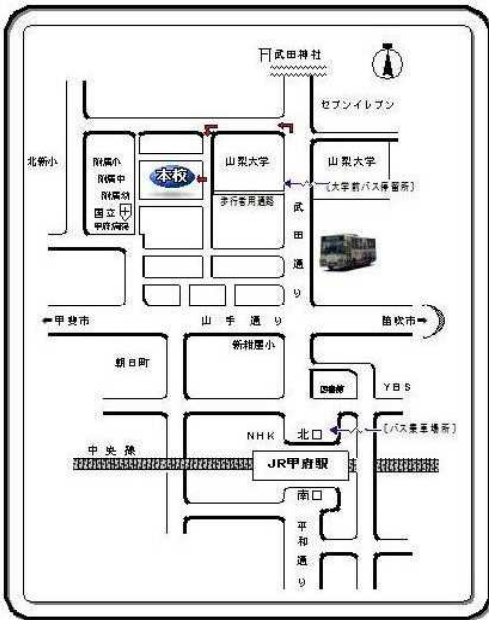 武田神社
セブンイレブン
北新小
附属小
附属中
附属幼
国立
甲府病院
本校
山梨大学
山梨大学
[大学前バス停留所]
歩行者用通路
武田通り
←甲斐市
山手通り
笛吹市→
新紺屋小
朝日町
図書館
YBS
NHK
北口
[バス乗車場所]
中央線
JR甲府駅
南口
平和通り